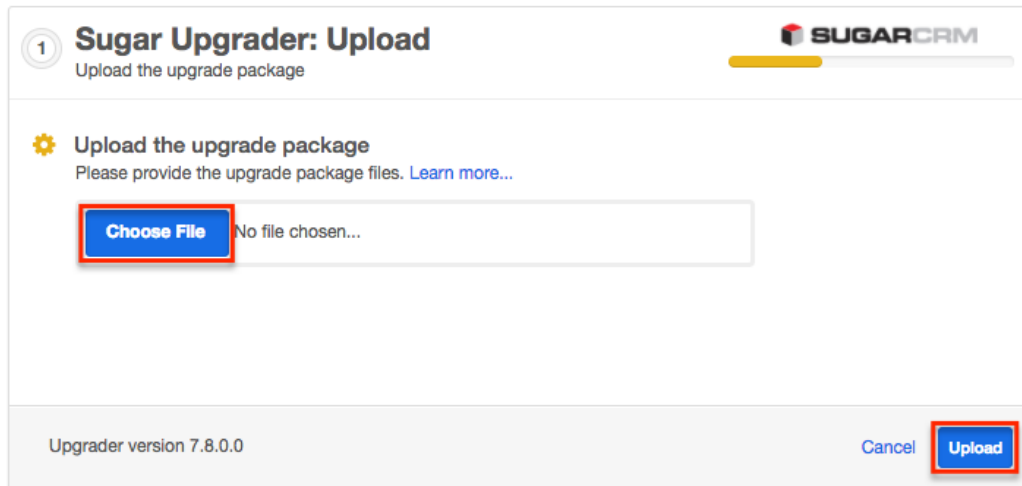 1
Sugar Upgrader: Upload
Upload the upgrade package
SUGARCRM
Upload the upgrade package
Please provide the upgrade package files. Learn more...
Choose File
No file chosen...
Upgrader version 7.8.0.0
Cancel
Upload